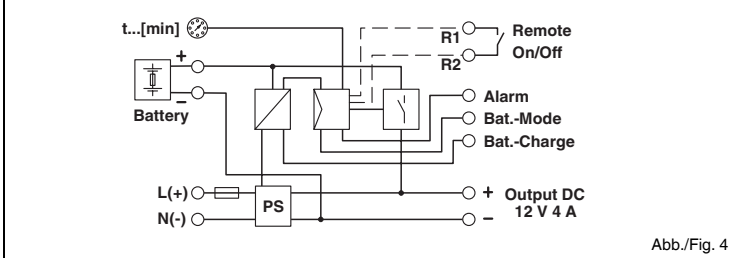 t...[min]
R1
Remote
On/Off
R2
+
–
Battery
Alarm
Bat.-Mode
Bat.-Charge
L(+)
PS
+
Output DC
12 V 4 A
N(-)
–
Abb./Fig. 4